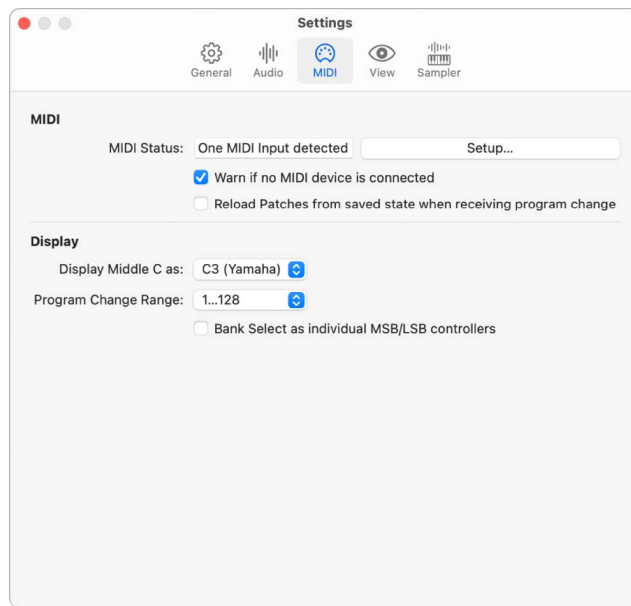 Settings
General Audio MIDI View Sampler
MIDI
MIDI Status: One MIDI Input detected Setup...
Warn if no MIDI device is connected
Reload Patches from saved state when receiving program change
Display
Display Middle C as: C3 (Yamaha)
Program Change Range: 1...128
Bank Select as individual MSB/LSB controllers